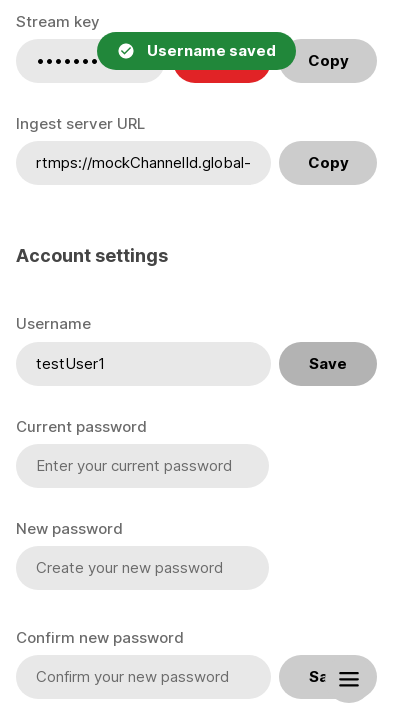 Stream key
Username saved
Copy
Ingest server URL
rtmps://mockChannelId.global-
Copy
Account settings
Username
testUser1
Save
Current password
Enter your current password
New password
Create your new password
Confirm new password
Confirm your new password